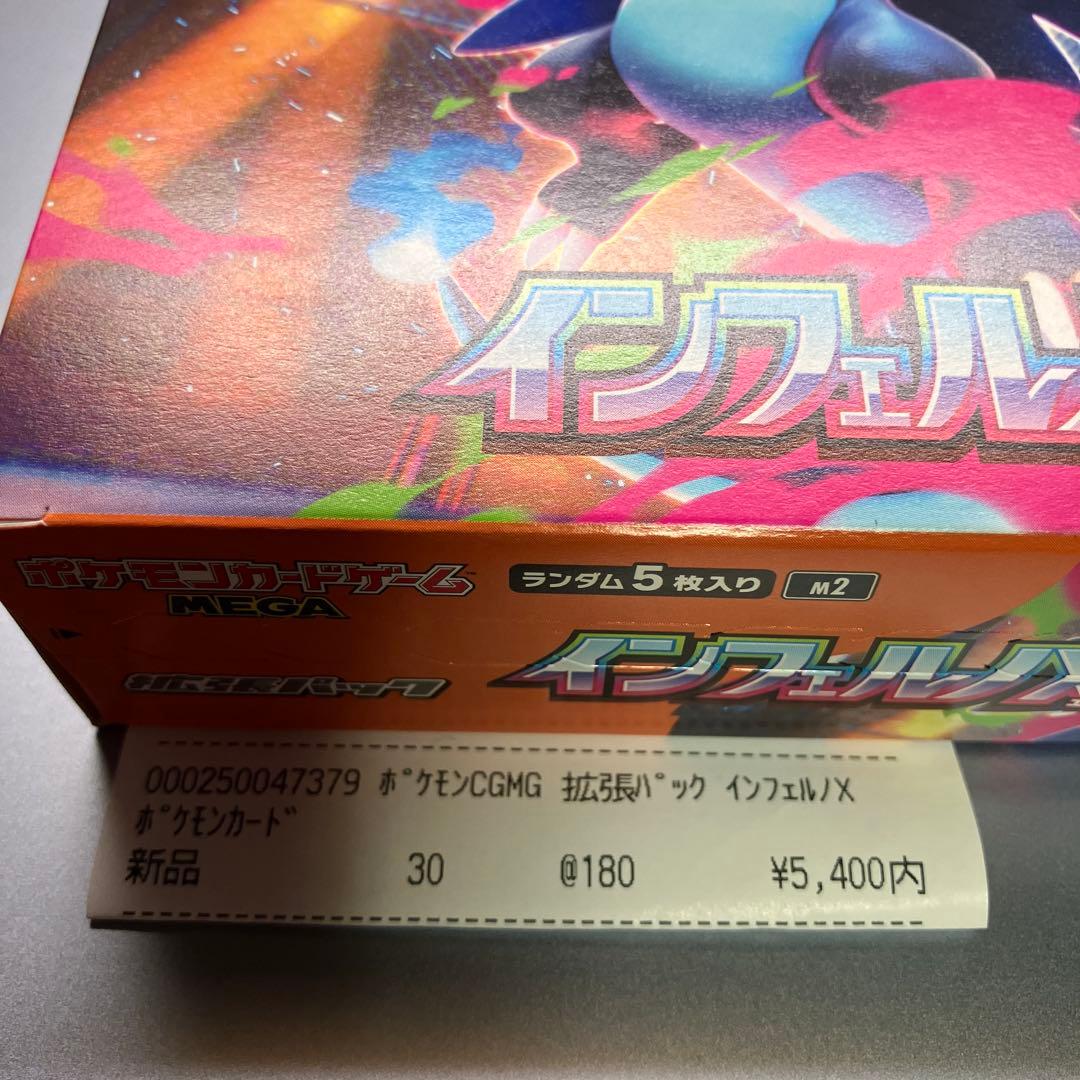 インフェルノ
ポケモンカードゲーム
MEGA
ランダム5枚入り M2
拡張パック
インフェルノX
000250047379 ﾎﾟｹﾓﾝCGMG 拡張ﾊﾟｯｸ ｲﾝﾌｪﾙﾉX
ﾎﾟｹﾓﾝｶｰﾄﾞ
新品 30 @180 ¥5,400内